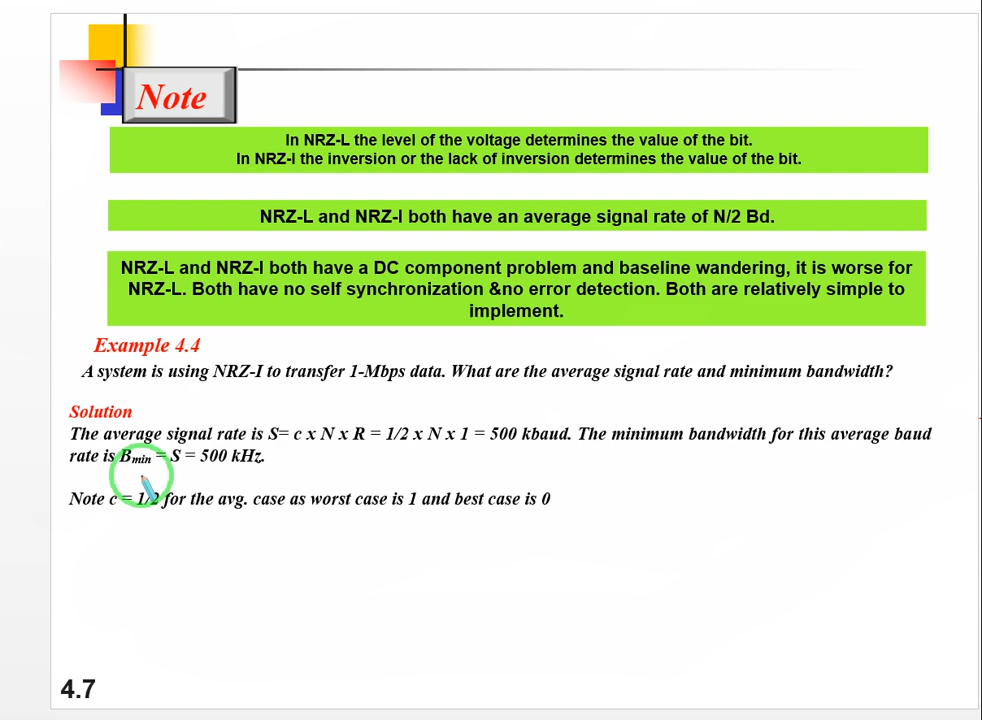 Note
In NRZ-L the level of the voltage determines the value of the bit.
In NRZ-I the inversion or the lack of inversion determines the value of the bit.
NRZ-L and NRZ-I both have an average signal rate of N/2 Bd.
NRZ-L and NRZ-I both have a DC component problem and baseline wandering, it is worse for
NRZ-L. Both have no self synchronization &no error detection. Both are relatively simple to
implement.
Example 4.4
A system is using NRZ-I to transfer 1-Mbps data. What are the average signal rate and minimum bandwidth?
Solution
The average signal rate is S= c x N x R = 1/2 x N x 1 = 500 kbaud. The minimum bandwidth for this average baud
rate is Bmin = S = 500 kHz.
Note c = 1/2 for the avg. case as worst case is 1 and best case is 0
4.7